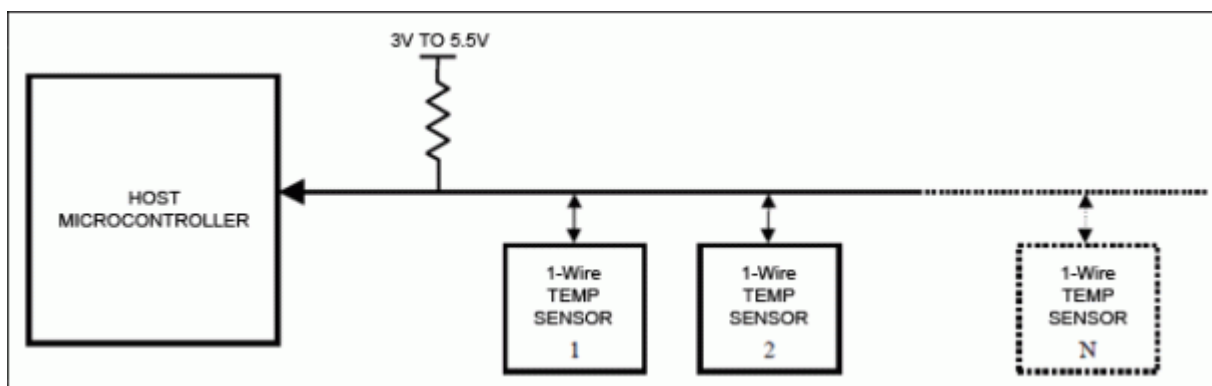 3V TO 5.5V
HOST
MICROCONTROLLER
1-Wire
TEMP
SENSOR
1
1-Wire
TEMP
SENSOR
2
1-Wire
TEMP
SENSOR
N